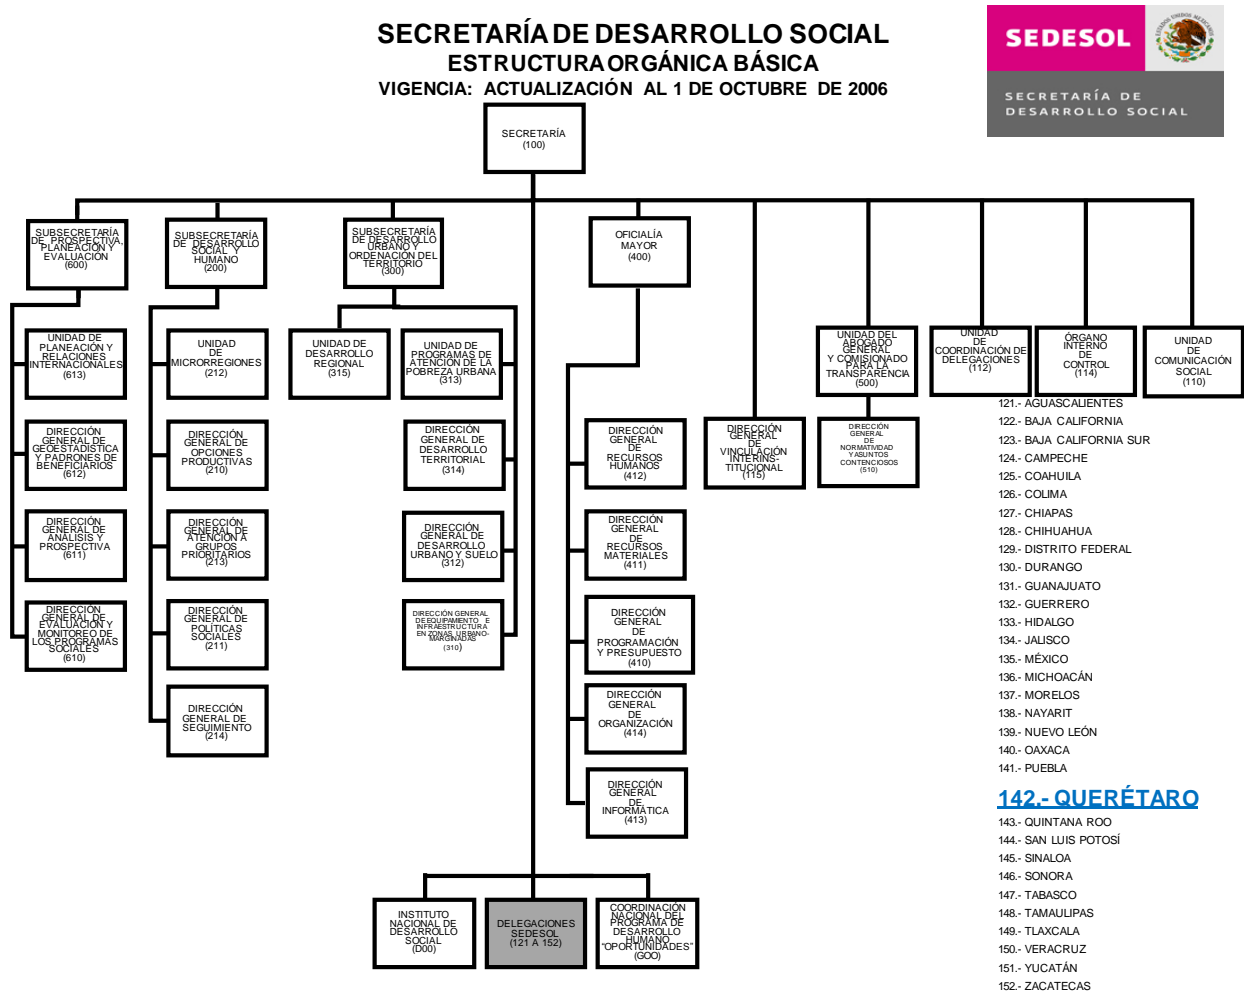 SECRETARÍA DE DESARROLLO SOCIAL
ESTRUCTURA ORGÁNICA BÁSICA
VIGENCIA: ACTUALIZACIÓN AL 1 DE OCTUBRE DE 2006
SEDESOL
ESTADOS UNIDOS MEXICANOS
SECRETARÍA DE
DESARROLLO SOCIAL
SECRETARÍA
(100)
SUBSECRETARÍA
DE PROSPECTIVA,
PLANEACIÓN Y
EVALUACIÓN
(600)
SUBSECRETARÍA
DE DESARROLLO
SOCIAL Y
HUMANO
(200)
SUBSECRETARÍA
DE DESARROLLO
URBANO Y
ORDENACIÓN DEL
TERRITORIO
(300)
OFICIALÍA
MAYOR
(400)
UNIDAD DE
PLANEACIÓN Y
RELACIONES
INTERNACIONALES
(613)
UNIDAD
DE
MICRORREGIONES
(212)
UNIDAD DE
DESARROLLO
REGIONAL
(315)
UNIDAD DE
PROGRAMAS DE
ATENCIÓN DE LA
POBREZA URBANA
(313)
UNIDAD DEL
ABOGADO
GENERAL
Y COMISIONADO
PARA LA
TRANSPARENCIA
(500)
UNIDAD
DE
COORDINACIÓN DE
DELEGACIONES
(112)
ÓRGANO
INTERNO
DE
CONTROL
(114)
UNIDAD
DE
COMUNICACIÓN
SOCIAL
(110)
DIRECCIÓN
GENERAL DE
GEOESTADÍSTICA
Y PADRONES DE
BENEFICIARIOS
(612)
DIRECCIÓN
GENERAL DE
OPCIONES
PRODUCTIVAS
(210)
DIRECCIÓN
GENERAL DE
DESARROLLO
TERRITORIAL
(314)
DIRECCIÓN
GENERAL
DE
RECURSOS
HUMANOS
(412)
DIRECCIÓN
GENERAL
DE
VINCULACIÓN
INTERINS-
TITUCIONAL
(115)
DIRECCIÓN
GENERAL
DE
NORMATIVIDAD
Y ASUNTOS
CONTENCIOSOS
(510)
DIRECCIÓN
GENERAL DE
ANÁLISIS Y
PROSPECTIVA
(611)
DIRECCIÓN
GENERAL DE
ATENCIÓN A
GRUPOS
PRIORITARIOS
(213)
DIRECCIÓN
GENERAL DE
DESARROLLO
URBANO Y SUELO
(312)
DIRECCIÓN
GENERAL
DE
RECURSOS
MATERIALES
(411)
DIRECCIÓN
GENERAL DE
EVALUACIÓN Y
MONITOREO DE
LOS PROGRAMAS
SOCIALES
(610)
DIRECCIÓN
GENERAL DE
POLÍTICAS
SOCIALES
(211)
DIRECCIÓN GENERAL
DE EQUIPAMIENTO E
INFRAESTRUCTURA
EN ZONAS URBANO-
MARGINADAS
(310)
DIRECCIÓN
GENERAL
DE
PROGRAMACIÓN
Y PRESUPUESTO
(410)
DIRECCIÓN
GENERAL DE
SEGUIMIENTO
(214)
DIRECCIÓN
GENERAL
DE
ORGANIZACIÓN
(414)
DIRECCIÓN
GENERAL
DE
INFORMÁTICA
(413)
INSTITUTO
NACIONAL DE
DESARROLLO
SOCIAL
(D00)
DELEGACIONES
SEDESOL
(121 A 152)
COORDINACIÓN
NACIONAL DEL
PROGRAMA DE
DESARROLLO
HUMANO
"OPORTUNIDADES"
(GOO)
121.- AGUASCALIENTES
122.- BAJA CALIFORNIA
123.- BAJA CALIFORNIA SUR
124.- CAMPECHE
125.- COAHUILA
126.- COLIMA
127.- CHIAPAS
128.- CHIHUAHUA
129.- DISTRITO FEDERAL
130.- DURANGO
131.- GUANAJUATO
132.- GUERRERO
133.- HIDALGO
134.- JALISCO
135.- MÉXICO
136.- MICHOACÁN
137.- MORELOS
138.- NAYARIT
139.- NUEVO LEÓN
140.- OAXACA
141.- PUEBLA
142.- QUERÉTARO
143.- QUINTANA ROO
144.- SAN LUIS POTOSÍ
145.- SINALOA
146.- SONORA
147.- TABASCO
148.- TAMAULIPAS
149.- TLAXCALA
150.- VERACRUZ
151.- YUCATÁN
152.- ZACATECAS